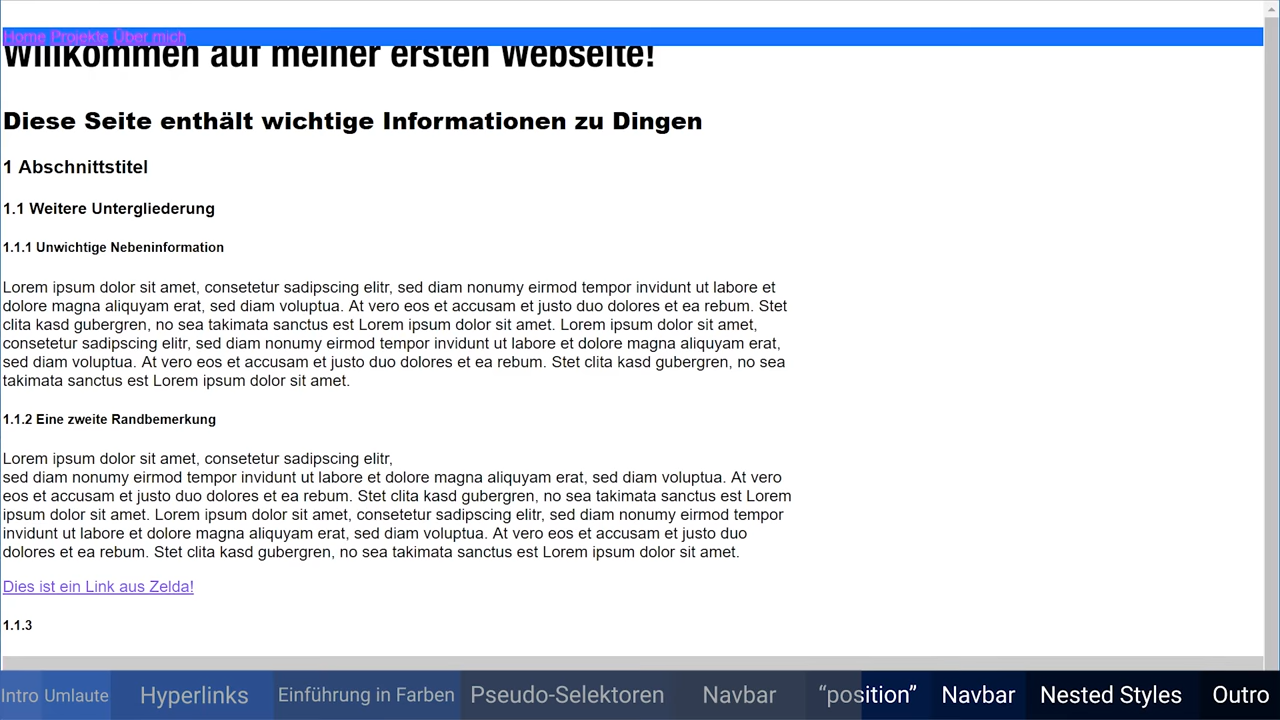 Home Projekte Über mich
Willkommen auf meiner ersten Webseite!
Diese Seite enthält wichtige Informationen zu Dingen
1 Abschnittstitel
1.1 Weitere Untergliederung
1.1.1 Unwichtige Nebeninformation
Lorem ipsum dolor sit amet, consetetur sadipscing elitr, sed diam nonumy eirmod tempor invidunt ut labore et
dolore magna aliquyam erat, sed diam voluptua. At vero eos et accusam et justo duo dolores et ea rebum. Stet
clita kasd gubergren, no sea takimata sanctus est Lorem ipsum dolor sit amet. Lorem ipsum dolor sit amet,
consetetur sadipscing elitr, sed diam nonumy eirmod tempor invidunt ut labore et dolore magna aliquyam erat,
sed diam voluptua. At vero eos et accusam et justo duo dolores et ea rebum. Stet clita kasd gubergren, no sea
takimata sanctus est Lorem ipsum dolor sit amet.
1.1.2 Eine zweite Randbemerkung
Lorem ipsum dolor sit amet, consetetur sadipscing elitr,
sed diam nonumy eirmod tempor invidunt ut labore et dolore magna aliquyam erat, sed diam voluptua. At vero
eos et accusam et justo duo dolores et ea rebum. Stet clita kasd gubergren, no sea takimata sanctus est Lorem
ipsum dolor sit amet. Lorem ipsum dolor sit amet, consetetur sadipscing elitr, sed diam nonumy eirmod tempor
invidunt ut labore et dolore magna aliquyam erat, sed diam voluptua. At vero eos et accusam et justo duo
dolores et ea rebum. Stet clita kasd gubergren, no sea takimata sanctus est Lorem ipsum dolor sit amet.
Dies ist ein Link aus Zelda!
1.1.3
Intro Umlaute Hyperlinks Einführung in Farben Pseudo-Selektoren Navbar “position” Navbar Nested Styles Outro